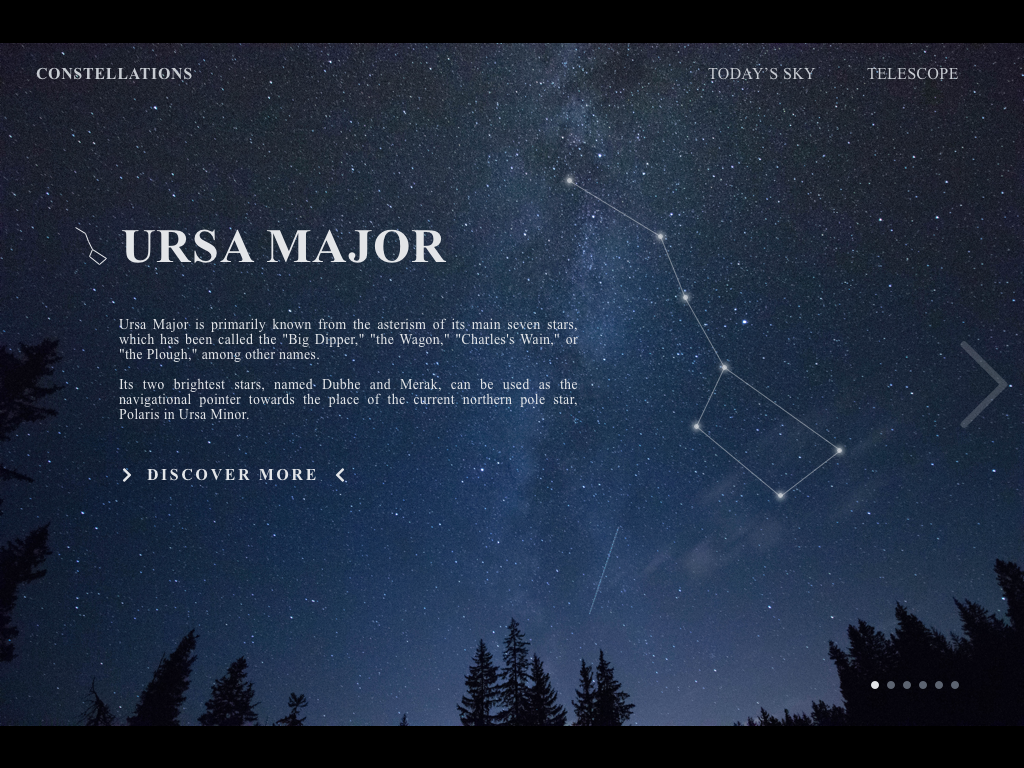 CONSTELLATIONS
TODAY'S SKY
TELESCOPE
URSA MAJOR
Ursa Major is primarily known from the asterism of its main seven stars,
which has been called the "Big Dipper," "the Wagon," "Charles's Wain," or
"the Plough," among other names.
Its two brightest stars, named Dubhe and Merak, can be used as the
navigational pointer towards the place of the current northern pole star,
Polaris in Ursa Minor.
DISCOVER MORE